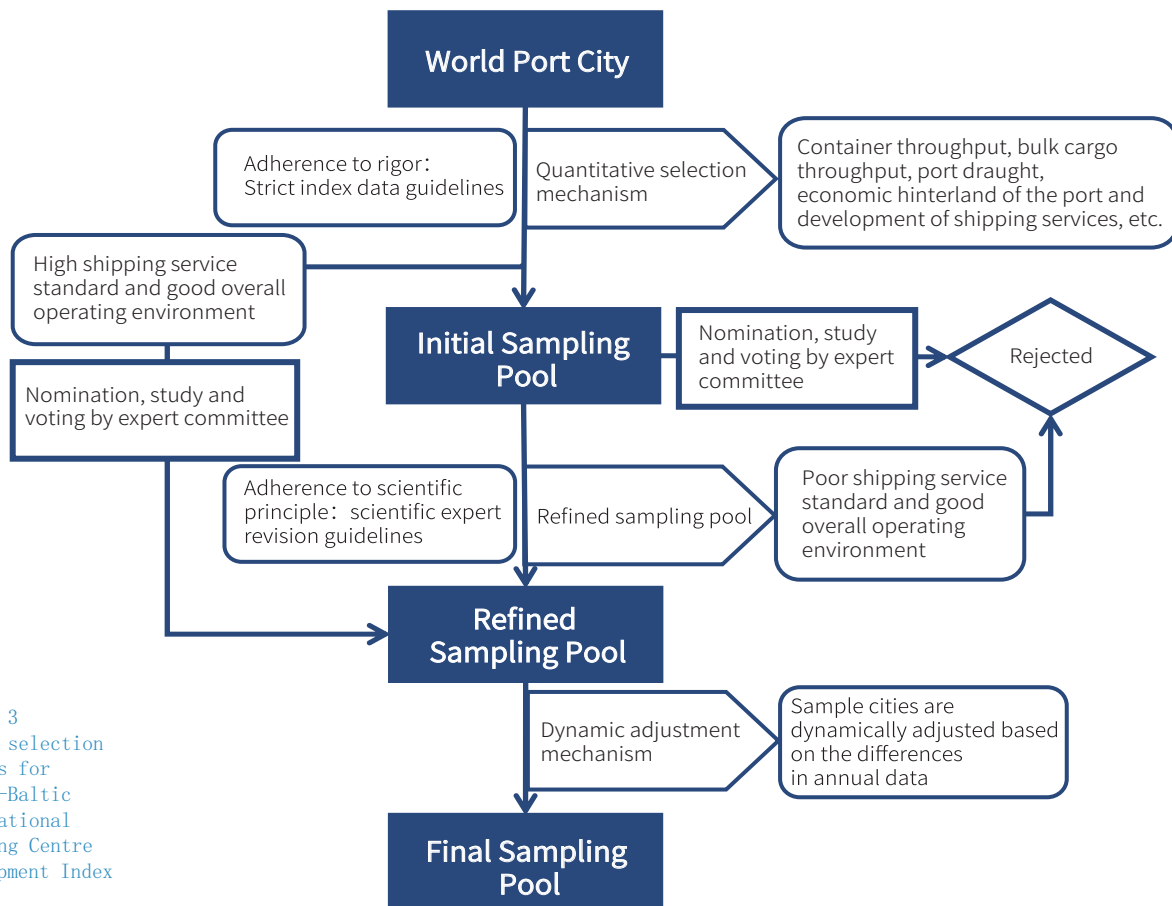 World Port City
Adherence to rigor：
Strict index data guidelines
Quantitative selection
mechanism
Container throughput, bulk cargo
throughput, port draught,
economic hinterland of the port and
development of shipping services, etc.
High shipping service
standard and good overall
operating environment
Initial Sampling
Pool
Nomination, study
and voting by expert
committee
Rejected
Nomination, study and
voting by expert committee
Adherence to scientific
principle：scientific expert
revision guidelines
Refined sampling pool
Poor shipping service
standard and good
overall operating
environment
Refined
Sampling Pool
Dynamic adjustment
mechanism
Sample cities are
dynamically adjusted based
on the differences
in annual data
3
selection
for
-Baltic
Centre
Index
Final Sampling
Pool